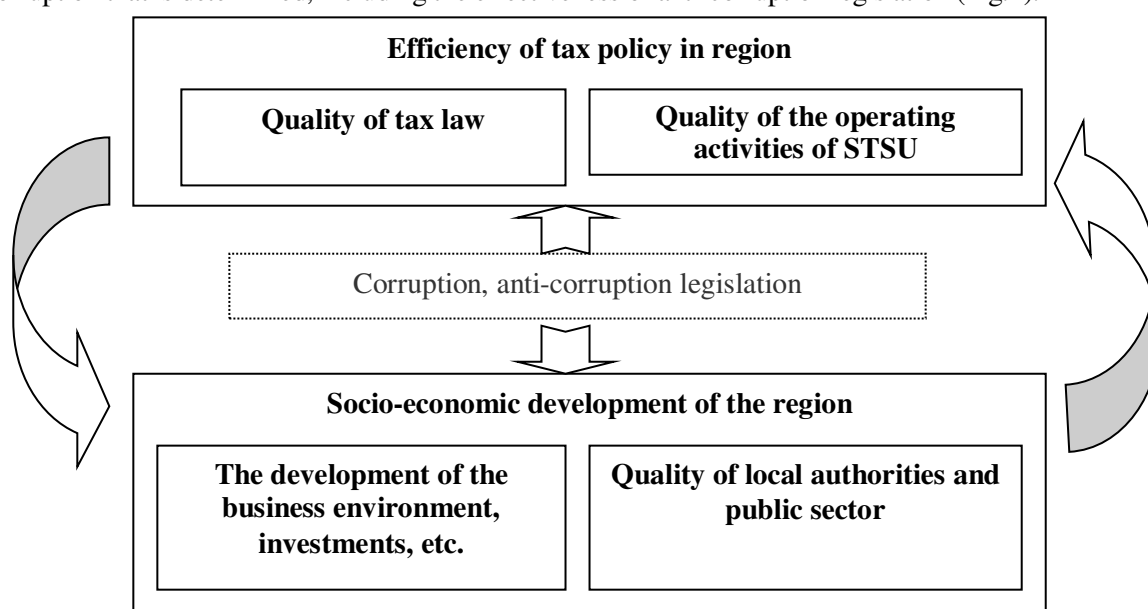 Efficiency of tax policy in region
Quality of tax law
Quality of the operating
activities of STSU
Corruption, anti-corruption legislation
Socio-economic development of the region
The development of the
business environment,
investments, etc.
Quality of local authorities and
public sector